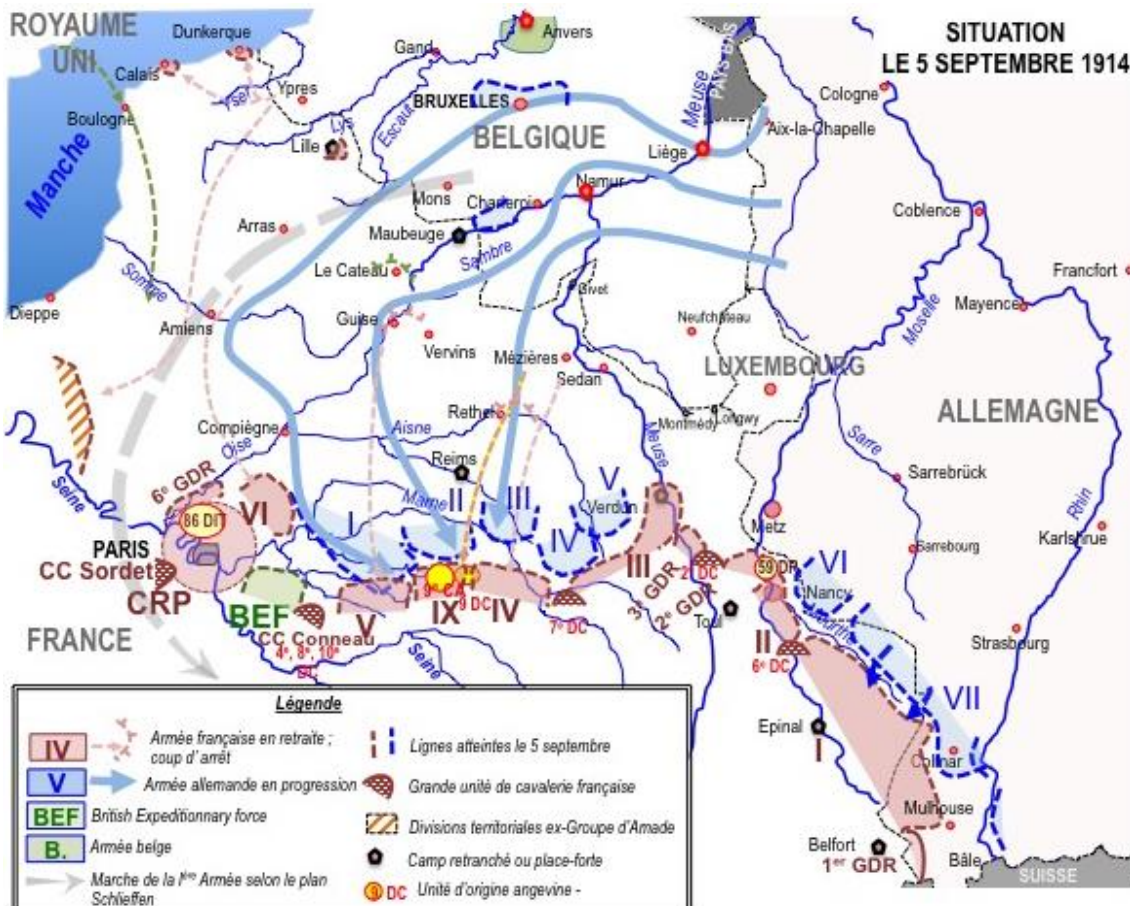 ROYAUME
UNI
SITUATION
LE 5 SEPTEMBRE 1914
Dunkerque
Calais
Boulogne
Manche
Yser
Ypres
Gand
Anvers
Lys
Escaut
Lille
BRUXELLES
BELGIQUE
Meuse
PAYS BAS
Cologne
Aix-la-Chapelle
Liège
Namur
Mons
Charleroi
Maubeuge
Sambre
Arras
Coblence
Francfort
Le Cateau
Givet
Mayence
Somme
Dieppe
Amiens
Guise
Vervins
Neufchâteau
Moselle
Mézières
Sedan
LUXEMBOURG
ALLEMAGNE
Rethel
Montmédy
Longwy
Compiègne
Oise
Aisne
Reims
Meuse
Sarre
Sarrebrück
Rhin
Seine
6e GDR
86 DIT
VI
I
Marne
II
III
IV
V
Verdun
Metz
Sarrebourg
Karlshrue
PARIS
CC Sordet
CRP
BEF
CC Conneau
4e, 8e, 10e
DC
V
9e CA
IX
9 DC
IV
7e DC
III
3e GDR
2e GDR
2e DC
59 DR
Toul
VI
Nancy
Meurthe
Strasbourg
FRANCE
Seine
II
6e DC
VII
Epinal
I
Colmar
Mulhouse
Belfort
1er GDR
Bâle
SUISSE
Légende
IV
Armée française en retraite ;
coup d'arrêt
V
Armée allemande en progression
BEF
British Expeditionnary force
B.
Armée belge
Marche de la Ière Armée selon le plan
Schlieffen
Lignes atteintes le 5 septembre
Grande unité de cavalerie française
Divisions territoriales ex-Groupe d'Amade
Camp retranché ou place-forte
9 DC
Unité d'origine angevine -